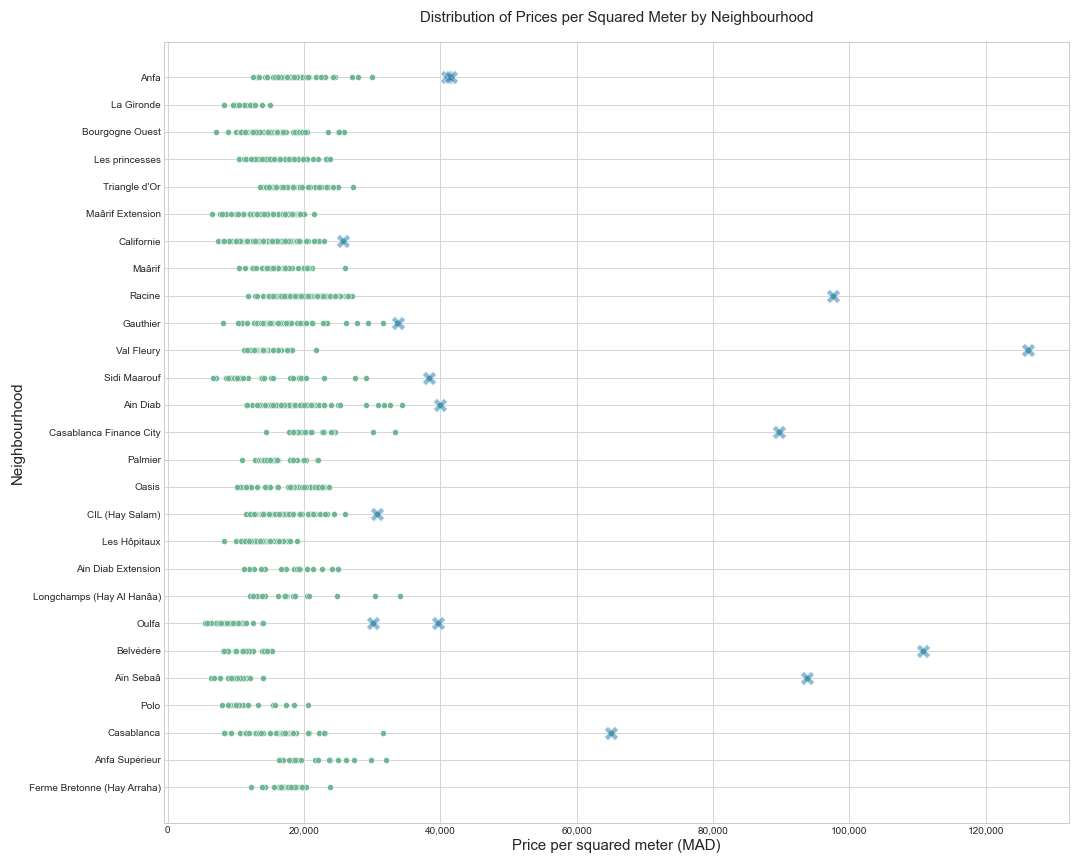 Distribution of Prices per Squared Meter by Neighbourhood
Neighbourhood
Anfa
La Gironde
Bourgogne Ouest
Les princesses
Triangle d'Or
Maârif Extension
Californie
Maârif
Racine
Gauthier
Val Fleury
Sidi Maarouf
Ain Diab
Casablanca Finance City
Palmier
Oasis
CIL (Hay Salam)
Les Hôpitaux
Ain Diab Extension
Longchamps (Hay Al Hanâa)
Oulfa
Belvédère
Aïn Sebaâ
Polo
Casablanca
Anfa Supérieur
Ferme Bretonne (Hay Arraha)
0 20,000 40,000 60,000 80,000 100,000 120,000
Price per squared meter (MAD)